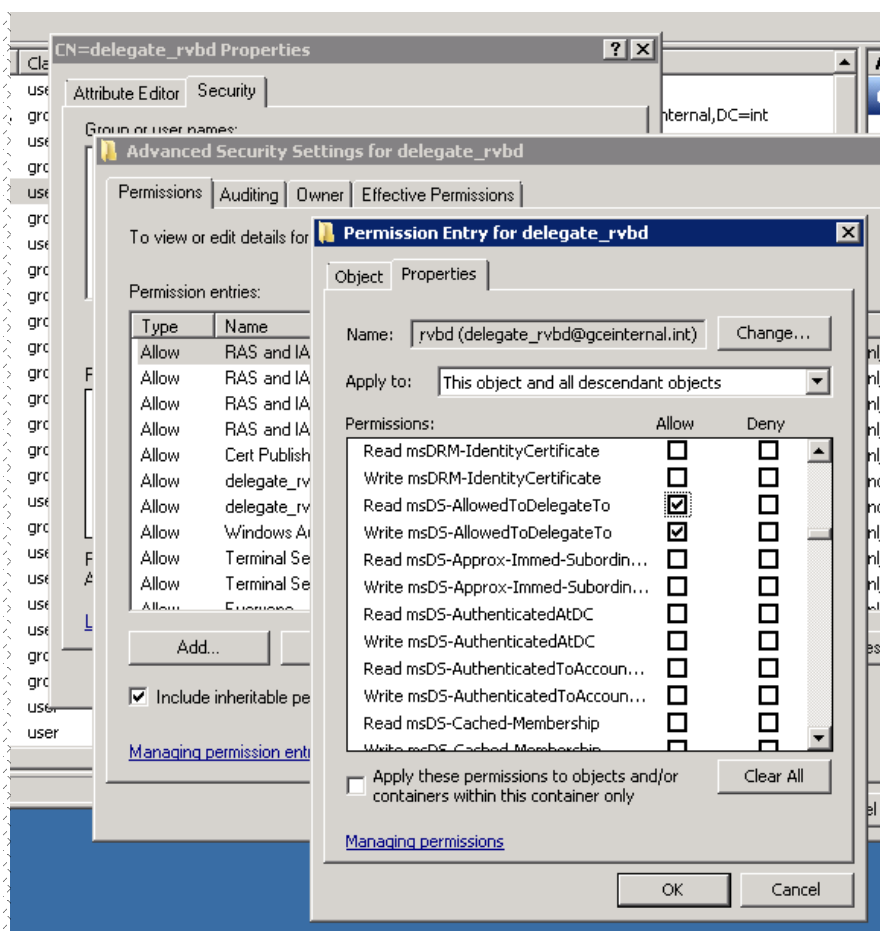 CN=delegate_rvbd Properties
Attribute Editor
Security
Group or user names:
nternal,DC=int
user
Advanced Security Settings for delegate_rvbd
Permissions
Auditing
Owner
Effective Permissions
To view or edit details for
Permission entries:
Type Name
Allow RAS and IA
Allow RAS and IA
Allow RAS and IA
Allow RAS and IA
Allow Cert Publish
Allow delegate_rv
Allow delegate_rv
Allow Windows A
Allow Terminal Se
Allow Terminal Se
Allow Everyone
Add...
Include inheritable pe
Managing permission ent
Permission Entry for delegate_rvbd
Object
Properties
Name: rvbd (delegate_rvbd@gceinternal.int) Change...
Apply to: This object and all descendant objects
Permissions: Allow Deny
Read msDRM-IdentityCertificate
Write msDRM-IdentityCertificate
Read msDS-AllowedToDelegateTo
Write msDS-AllowedToDelegateTo
Read msDS-Approx-Immed-Subordin...
Write msDS-Approx-Immed-Subordin...
Read msDS-AuthenticatedAtDC
Write msDS-AuthenticatedAtDC
Read msDS-AuthenticatedToAccoun...
Write msDS-AuthenticatedToAccoun...
Read msDS-Cached-Membership
Write msDS-Cached-Membership
Apply these permissions to objects and/or
containers within this container only
Clear All
Managing permissions
OK Cancel